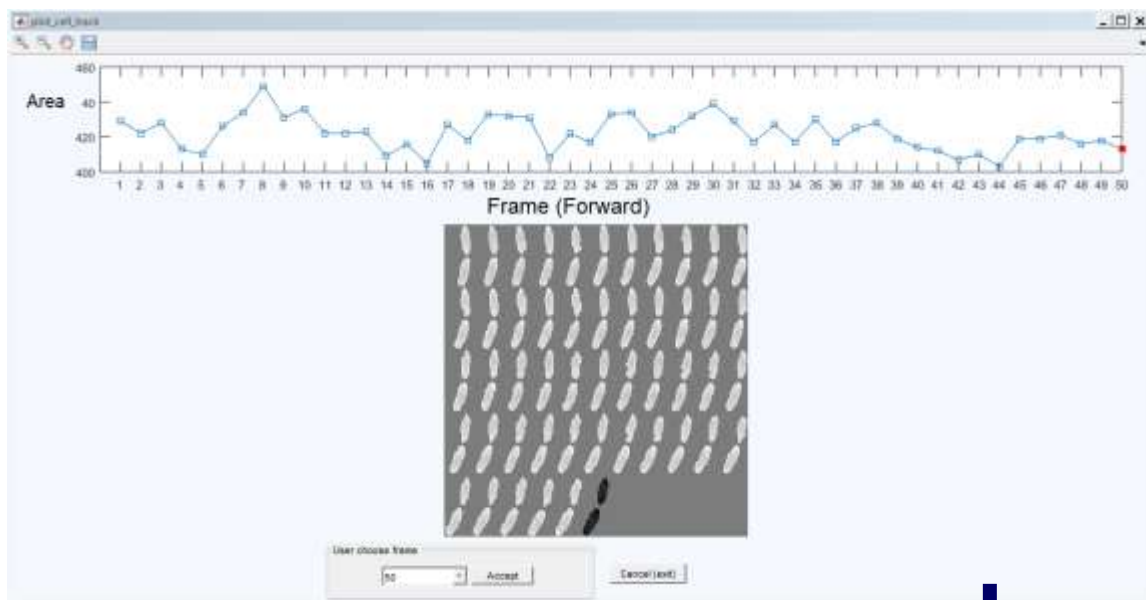 plot_cell_track
460
Area
40
420
400
1 2 3 4 5 6 7 8 9 10 11 12 13 14 15 16 17 18 19 20 21 22 23 24 25 26 27 28 29 30 31 32 33 34 35 36 37 38 39 40 41 42 43 44 45 46 47 48 49 50
Frame (Forward)
User choose frame
50
Accept
Cancel (exit)